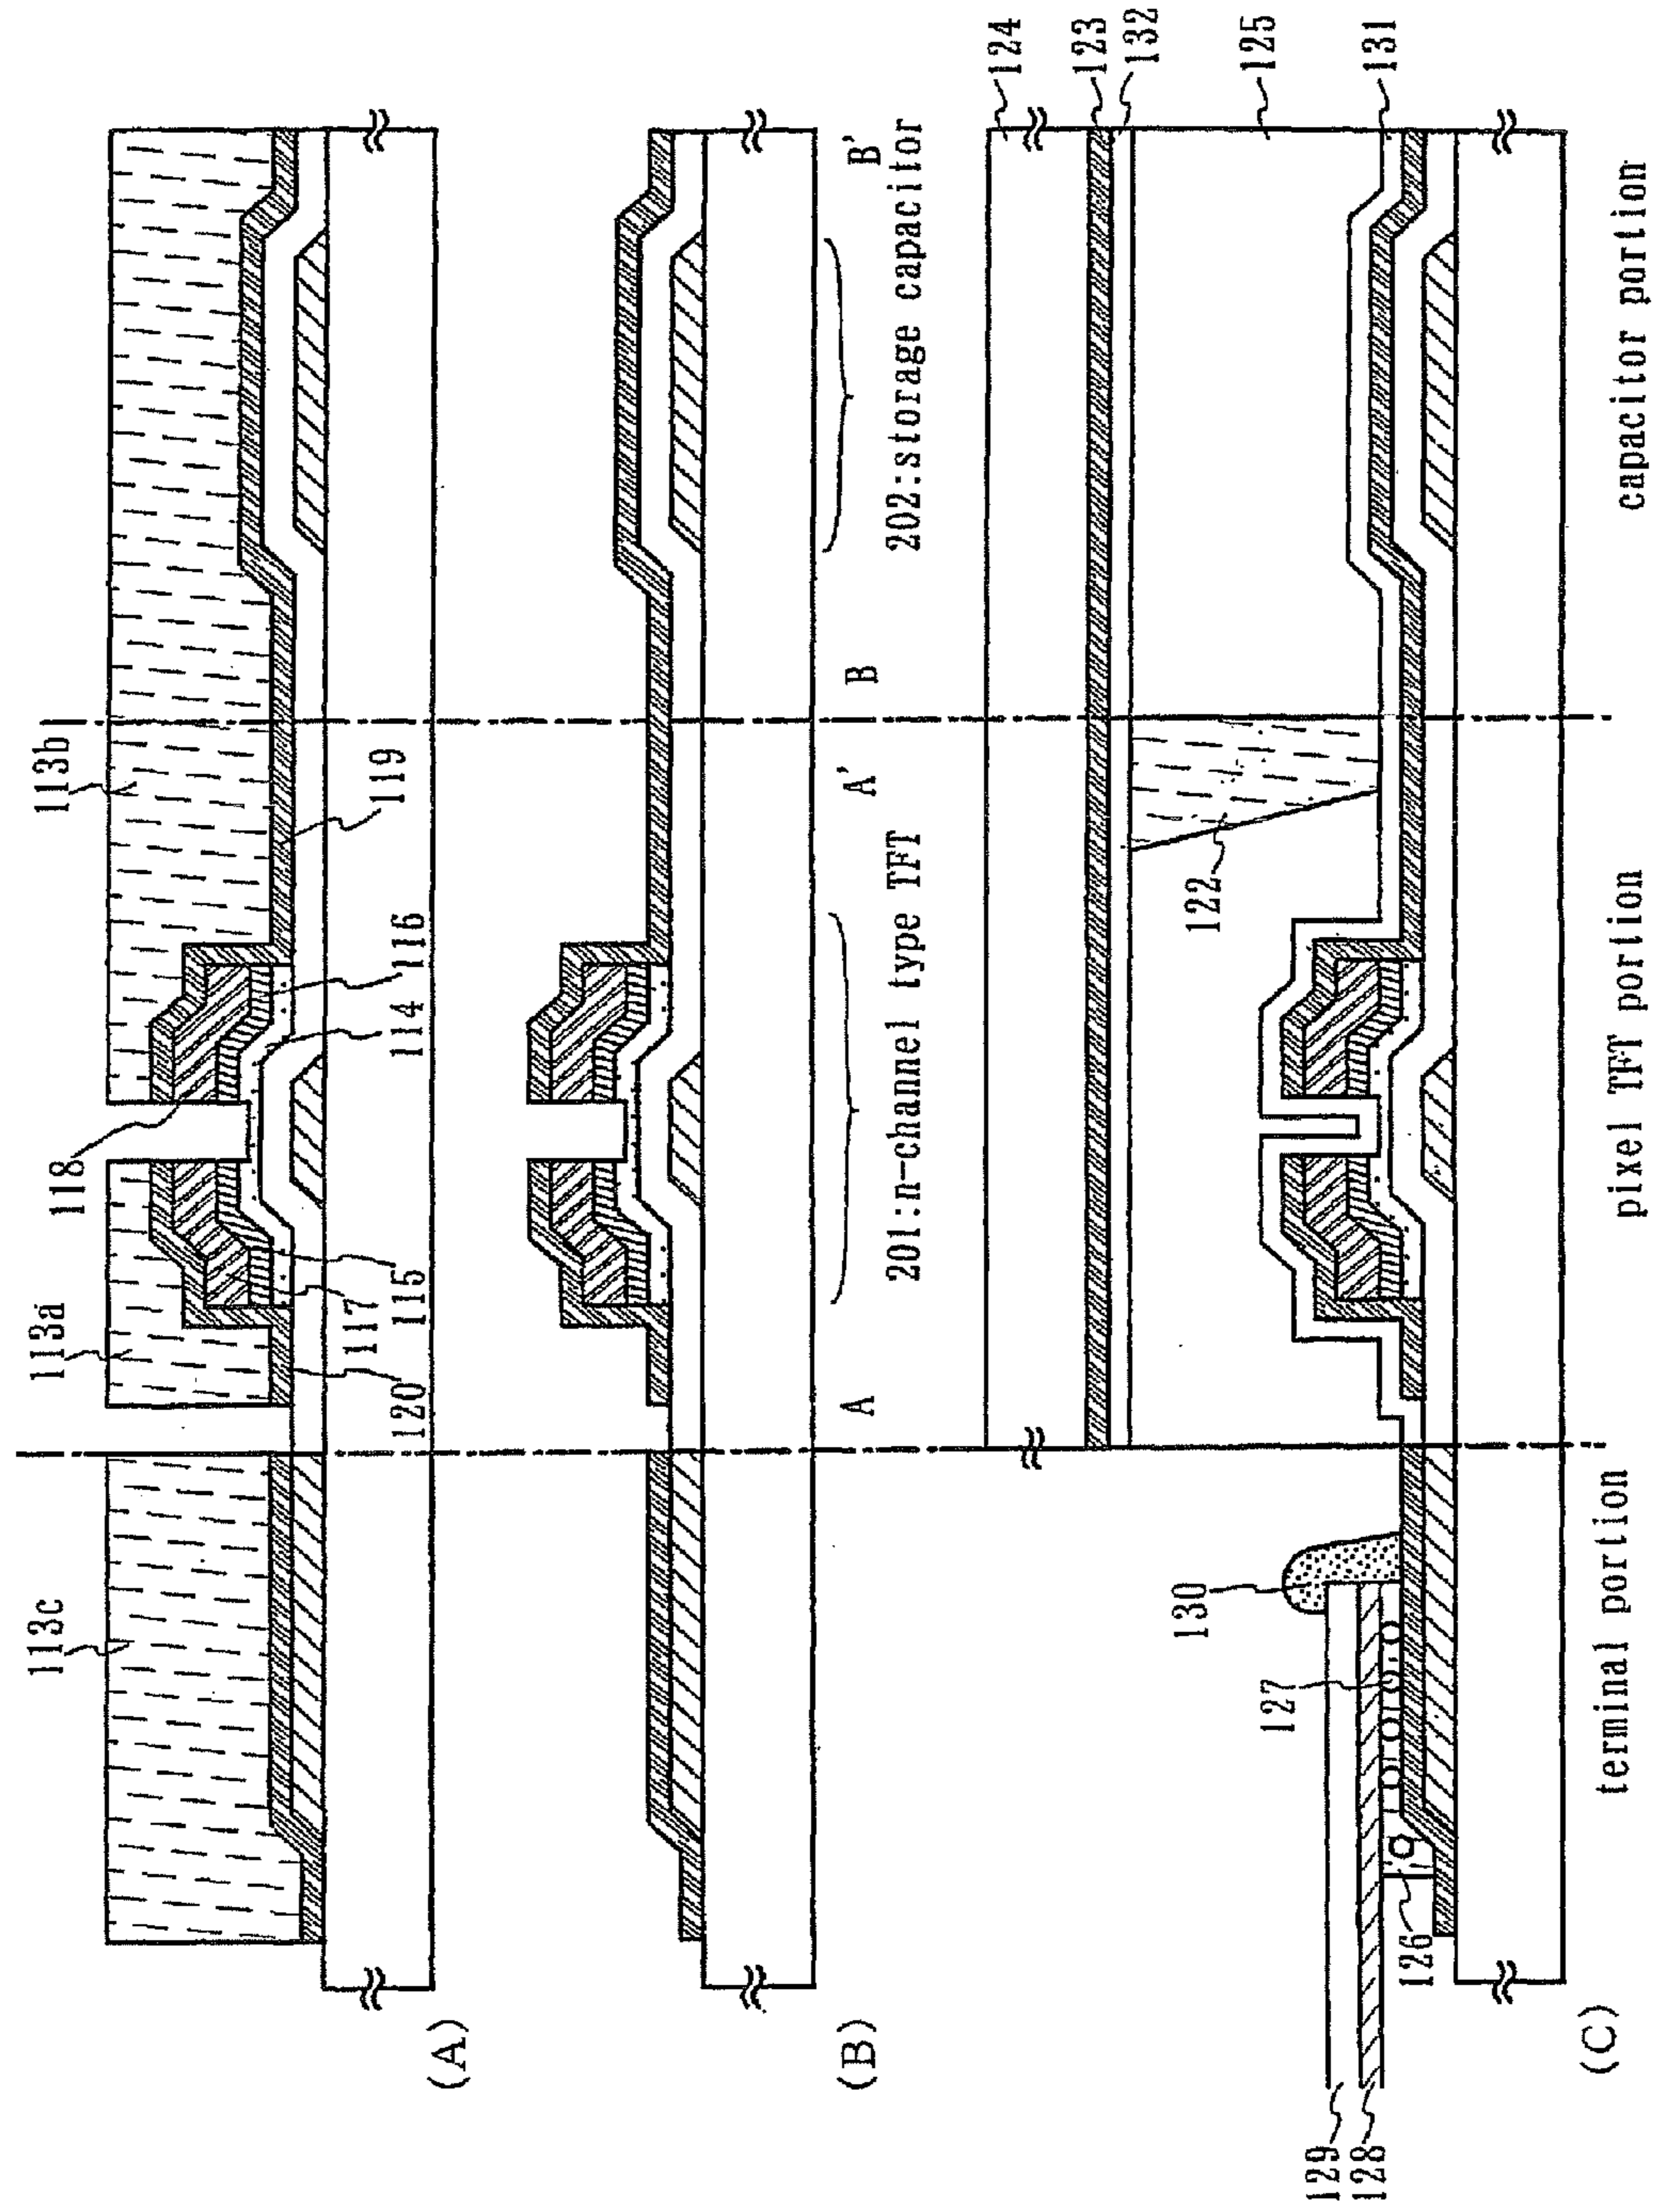 113c
113a
118
113b
120
117
115
114
116
119
(A)
A
A'
B
B'
201:n-channel type TFT
202:storage capacitor
(B)
124
123
132
125
131
122
130
127
126
129
128
terminal portion
pixel TFT portion
capacitor portion
(C)